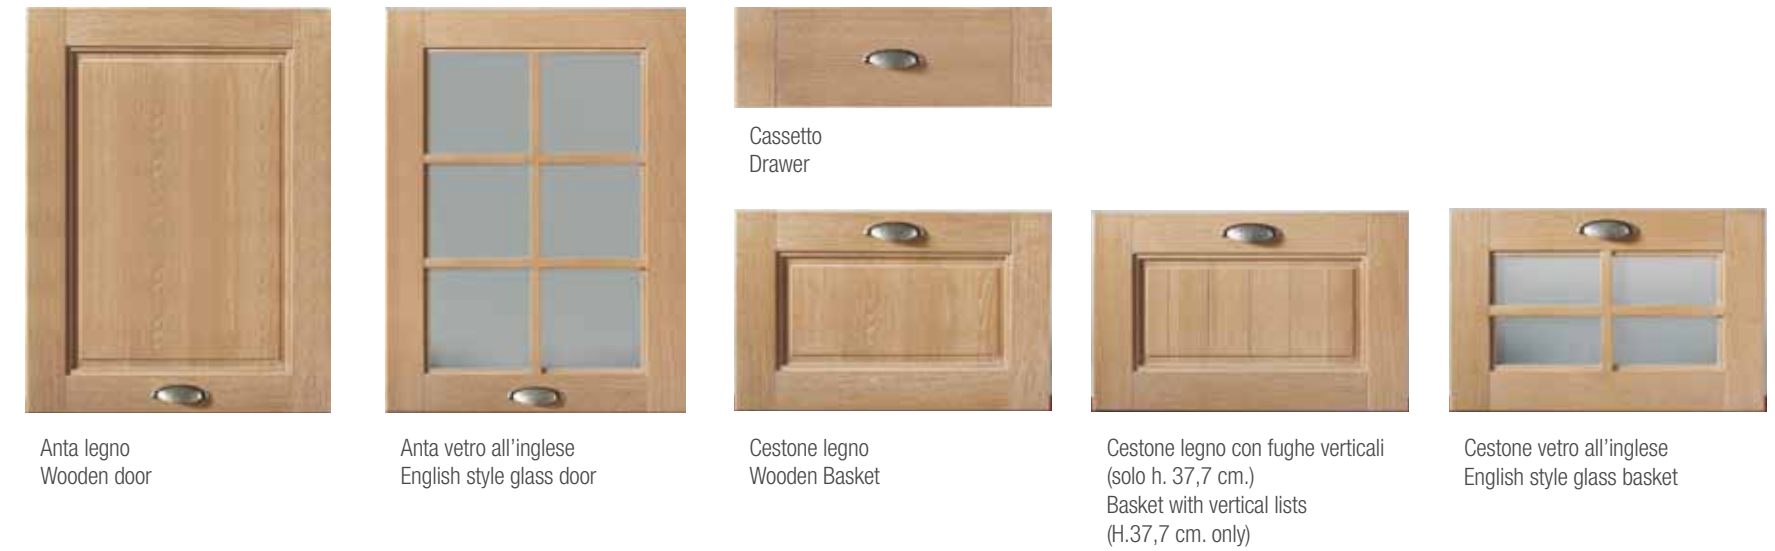 Cassetto
Drawer
Anta legno
Wooden door
Anta vetro all'inglese
English style glass door
Cestone legno
Wooden Basket
Cestone legno con fughe verticali
(solo h. 37,7 cm.)
Basket with vertical lists
(H.37,7 cm. only)
Cestone vetro all'inglese
English style glass basket